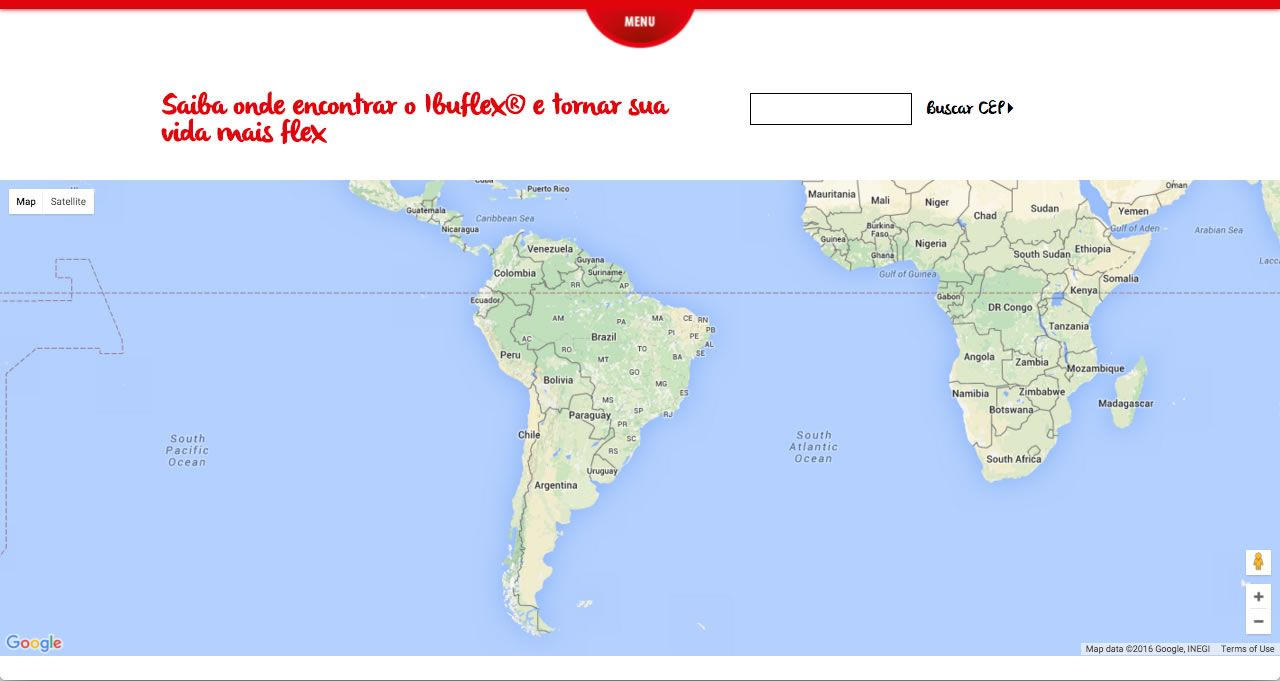 MENU
Saiba onde encontrar o Ibuflex® e tornar sua
vida mais flex
Buscar CEP
Map Satellite
Cuba
Puerto Rico
Guatemala
Caribbean Sea
Nicaragua
Venezuela
Guyana
Colombia
Suriname
RR
AP
Ecuador
AM
PA
MA
CE
RN
PI
PE
PB
AC
Brazil
AL
RO
TO
SE
Peru
MT
BA
GO
Bolivia
MG
ES
MS
SP
RJ
Paraguay
PR
Chile
SC
RS
Uruguay
Argentina
South
Pacific
Ocean
South
Atlantic
Ocean
Mauritania
Mali
Niger
Chad
Sudan
Oman
Yemen
Gulf of Aden
Arabian Sea
Burkina
Faso
Guinea
Ghana
Nigeria
Ethiopia
South Sudan
Gulf of Guinea
Somalia
Gabon
Kenya
DR Congo
Tanzania
Angola
Zambia
Mozambique
Namibia
Zimbabwe
Botswana
Madagascar
South Africa
+
−
Google
Map data ©2016 Google, INEGI Terms of Use